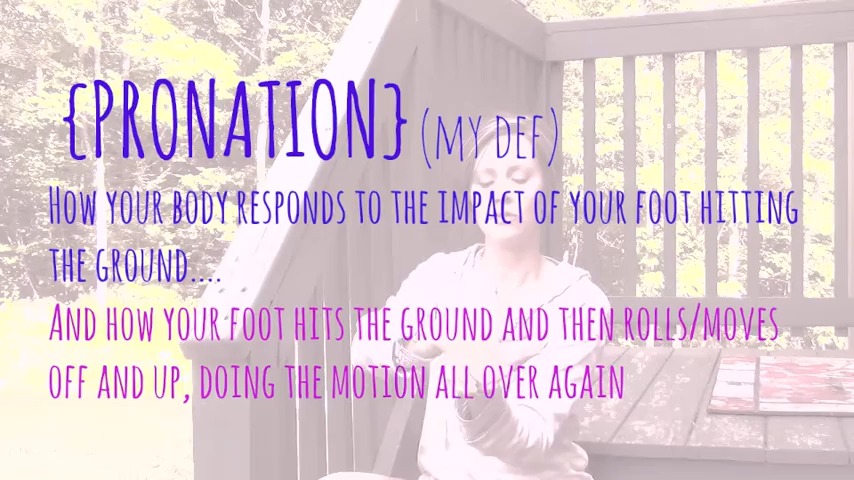 {PRONATION} (MY DEF)
HOW YOUR BODY RESPONDS TO THE IMPACT OF YOUR FOOT HITTING
THE GROUND....
AND HOW YOUR FOOT HITS THE GROUND AND THEN ROLLS/MOVES
OFF AND UP, DOING THE MOTION ALL OVER AGAIN